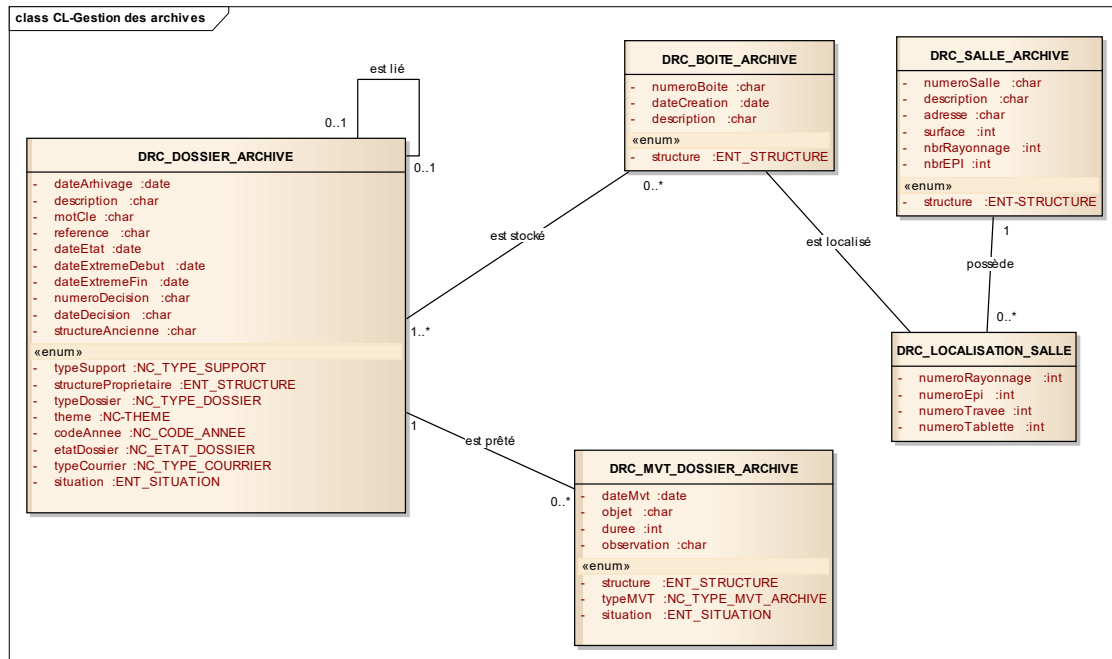 class CL-Gestion des archives
est lié
0..1
0..1
DRC_DOSSIER_ARCHIVE
- dateArhivage :date
- description :char
- motCle :char
- reference :char
- dateEtat :date
- dateExtremeDebut :date
- dateExtremeFin :date
- numeroDecision :char
- dateDecision :char
- structureAncienne :char
«enum»
- typeSupport :NC_TYPE_SUPPORT
- structureProprietaire :ENT_STRUCTURE
- typeDossier :NC_TYPE_DOSSIER
- theme :NC-THEME
- codeAnnee :NC_CODE_ANNEE
- etatDossier :NC_ETAT_DOSSIER
- typeCourrier :NC_TYPE_COURRIER
- situation :ENT_SITUATION
DRC_BOITE_ARCHIVE
- numeroBoite :char
- dateCreation :date
- description :char
«enum»
- structure :ENT_STRUCTURE
0..*
est stocké
1..*
est localisé
DRC_SALLE_ARCHIVE
- numeroSalle :char
- description :char
- adresse :char
- surface :int
- nbrRayonnage :int
- nbrEPI :int
«enum»
- structure :ENT-STRUCTURE
1
possède
0..*
DRC_LOCALISATION_SALLE
- numeroRayonnage :int
- numeroEpi :int
- numeroTravee :int
- numeroTablette :int
1
est prêté
0..*
DRC_MVT_DOSSIER_ARCHIVE
- dateMvt :date
- objet :char
- duree :int
- observation :char
«enum»
- structure :ENT_STRUCTURE
- typeMVT :NC_TYPE_MVT_ARCHIVE
- situation :ENT_SITUATION